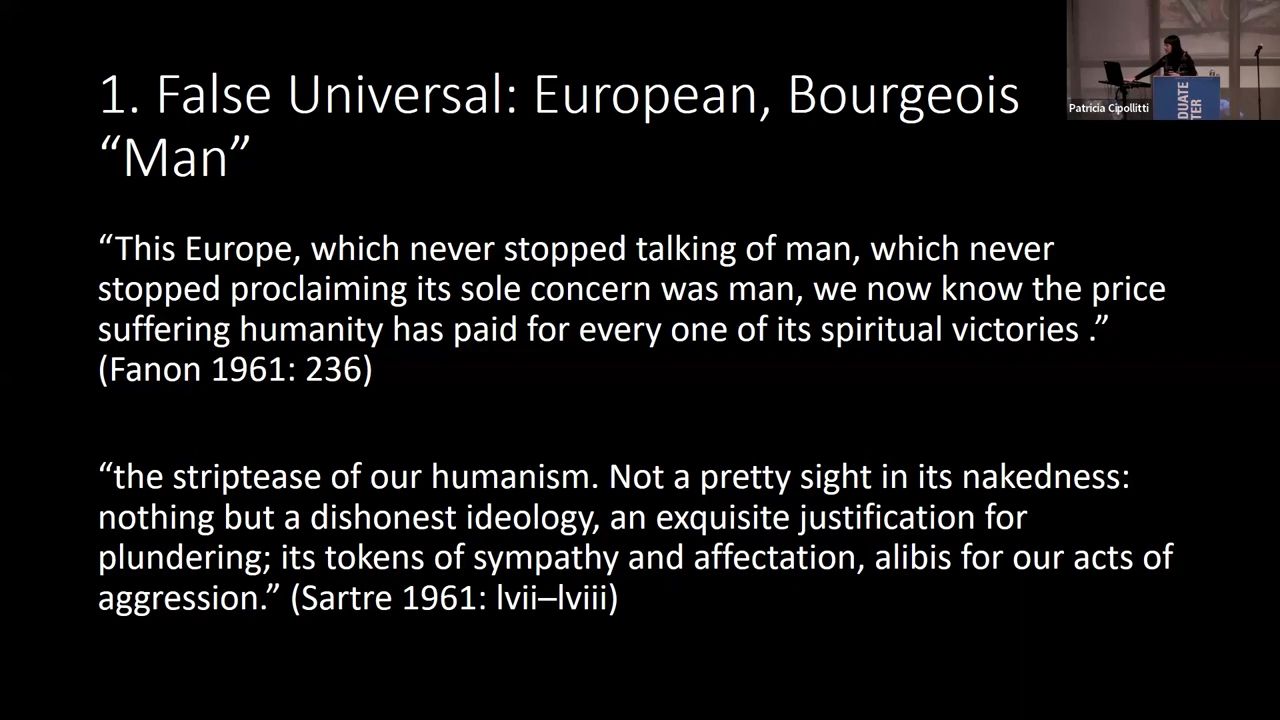 1. False Universal: European, Bourgeois
“Man”
“This Europe, which never stopped talking of man, which never
stopped proclaiming its sole concern was man, we now know the price
suffering humanity has paid for every one of its spiritual victories .”
(Fanon 1961: 236)
“the striptease of our humanism. Not a pretty sight in its nakedness:
nothing but a dishonest ideology, an exquisite justification for
plundering; its tokens of sympathy and affectation, alibis for our acts of
aggression.” (Sartre 1961: lvii–lviii)
Patricia Cipollitti
DUATE
TER